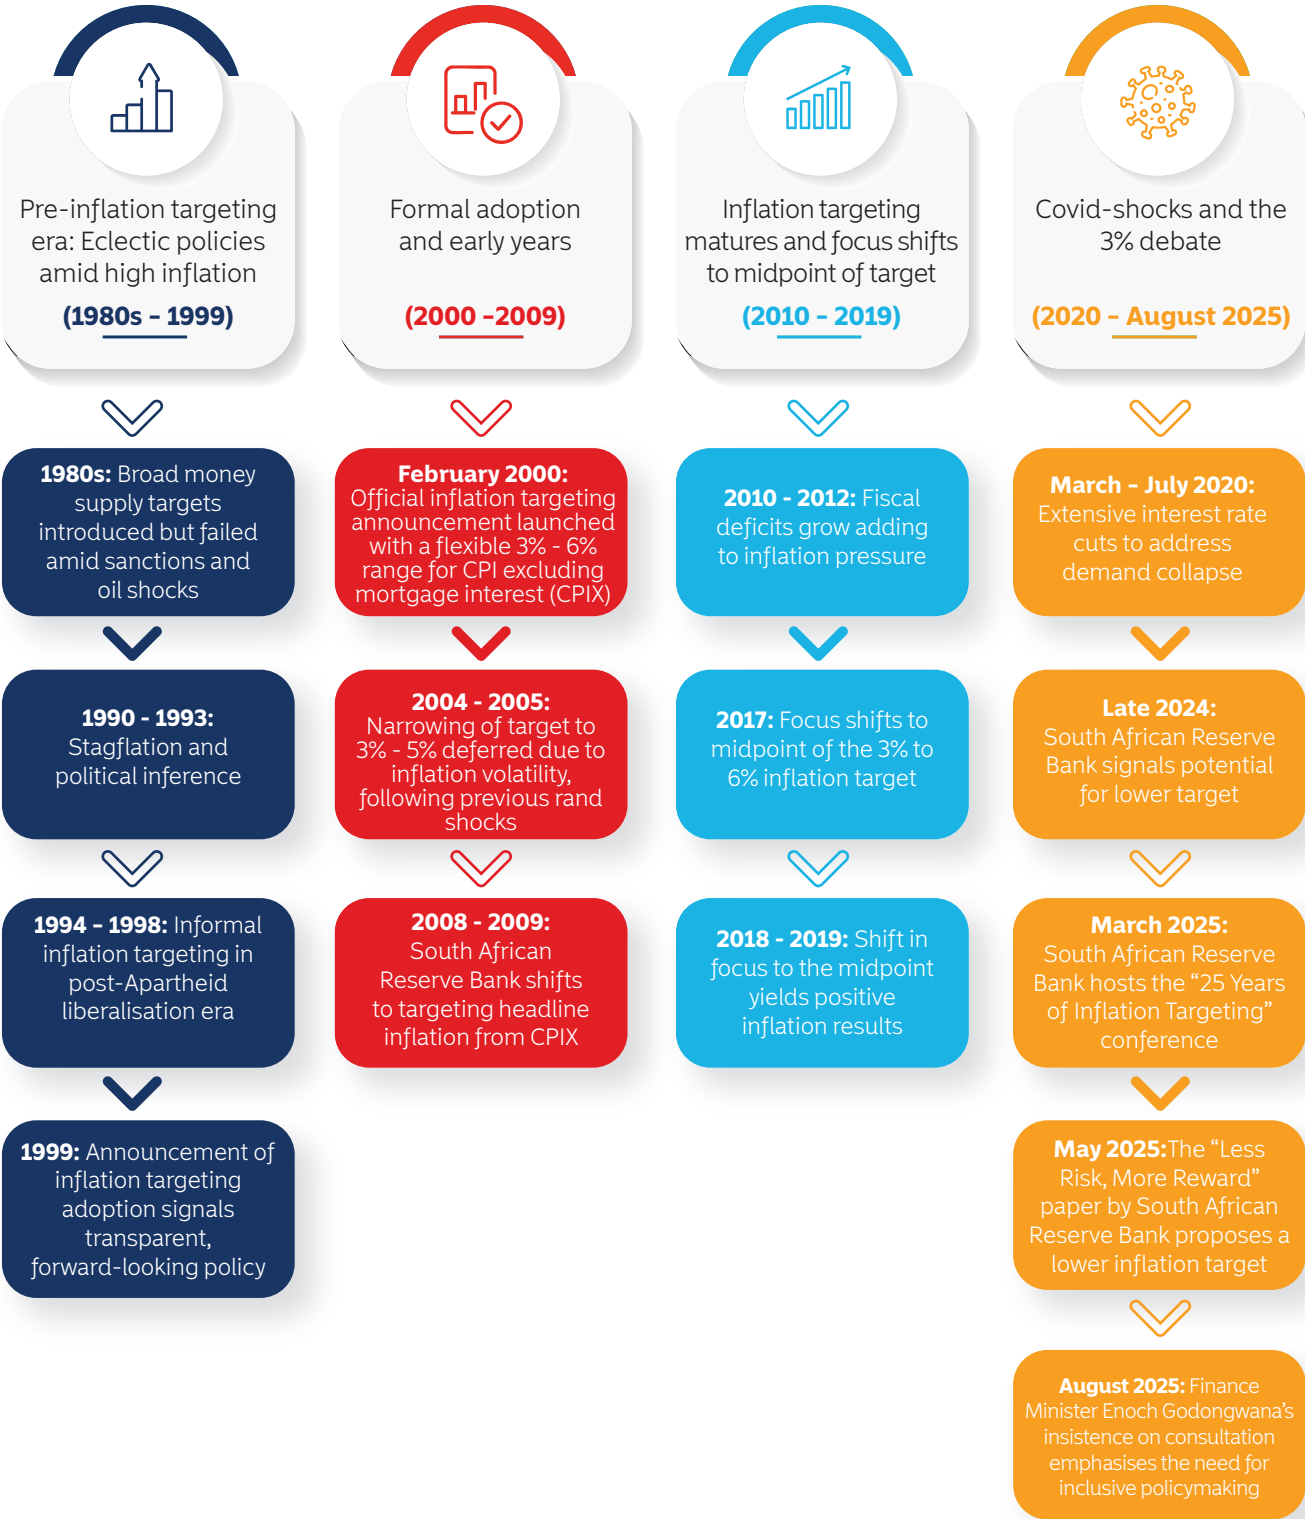 Pre-inflation targeting
era: Eclectic policies
amid high inflation
(1980s – 1999)
1980s: Broad money
supply targets
introduced but failed
amid sanctions and
oil shocks
1990 - 1993:
Stagflation and
political inference
1994 – 1998: Informal
inflation targeting in
post-Apartheid
liberalisation era
1999: Announcement of
inflation targeting
adoption signals
transparent,
forward-looking policy
Formal adoption
and early years
(2000 –2009)
February 2000:
Official inflation targeting
announcement launched
with a flexible 3% - 6%
range for CPI excluding
mortgage interest (CPIX)
2004 - 2005:
Narrowing of target to
3% - 5% deferred due to
inflation volatility,
following previous rand
shocks
2008 - 2009:
South African
Reserve Bank shifts
to targeting headline
inflation from CPIX
Inflation targeting
matures and focus shifts
to midpoint of target
(2010 – 2019)
2010 - 2012: Fiscal
deficits grow adding
to inflation pressure
2017: Focus shifts to
midpoint of the 3% to
6% inflation target
2018 - 2019: Shift in
focus to the midpoint
yields positive
inflation results
Covid-shocks and the
3% debate
(2020 – August 2025)
March – July 2020:
Extensive interest rate
cuts to address
demand collapse
Late 2024:
South African Reserve
Bank signals potential
for lower target
March 2025:
South African Reserve
Bank hosts the “25 Years
of Inflation Targeting”
conference
May 2025:The “Less
Risk, More Reward”
paper by South African
Reserve Bank proposes a
lower inflation target
August 2025: Finance
Minister Enoch Godongwana’s
insistence on consultation
emphasises the need for
inclusive policymaking